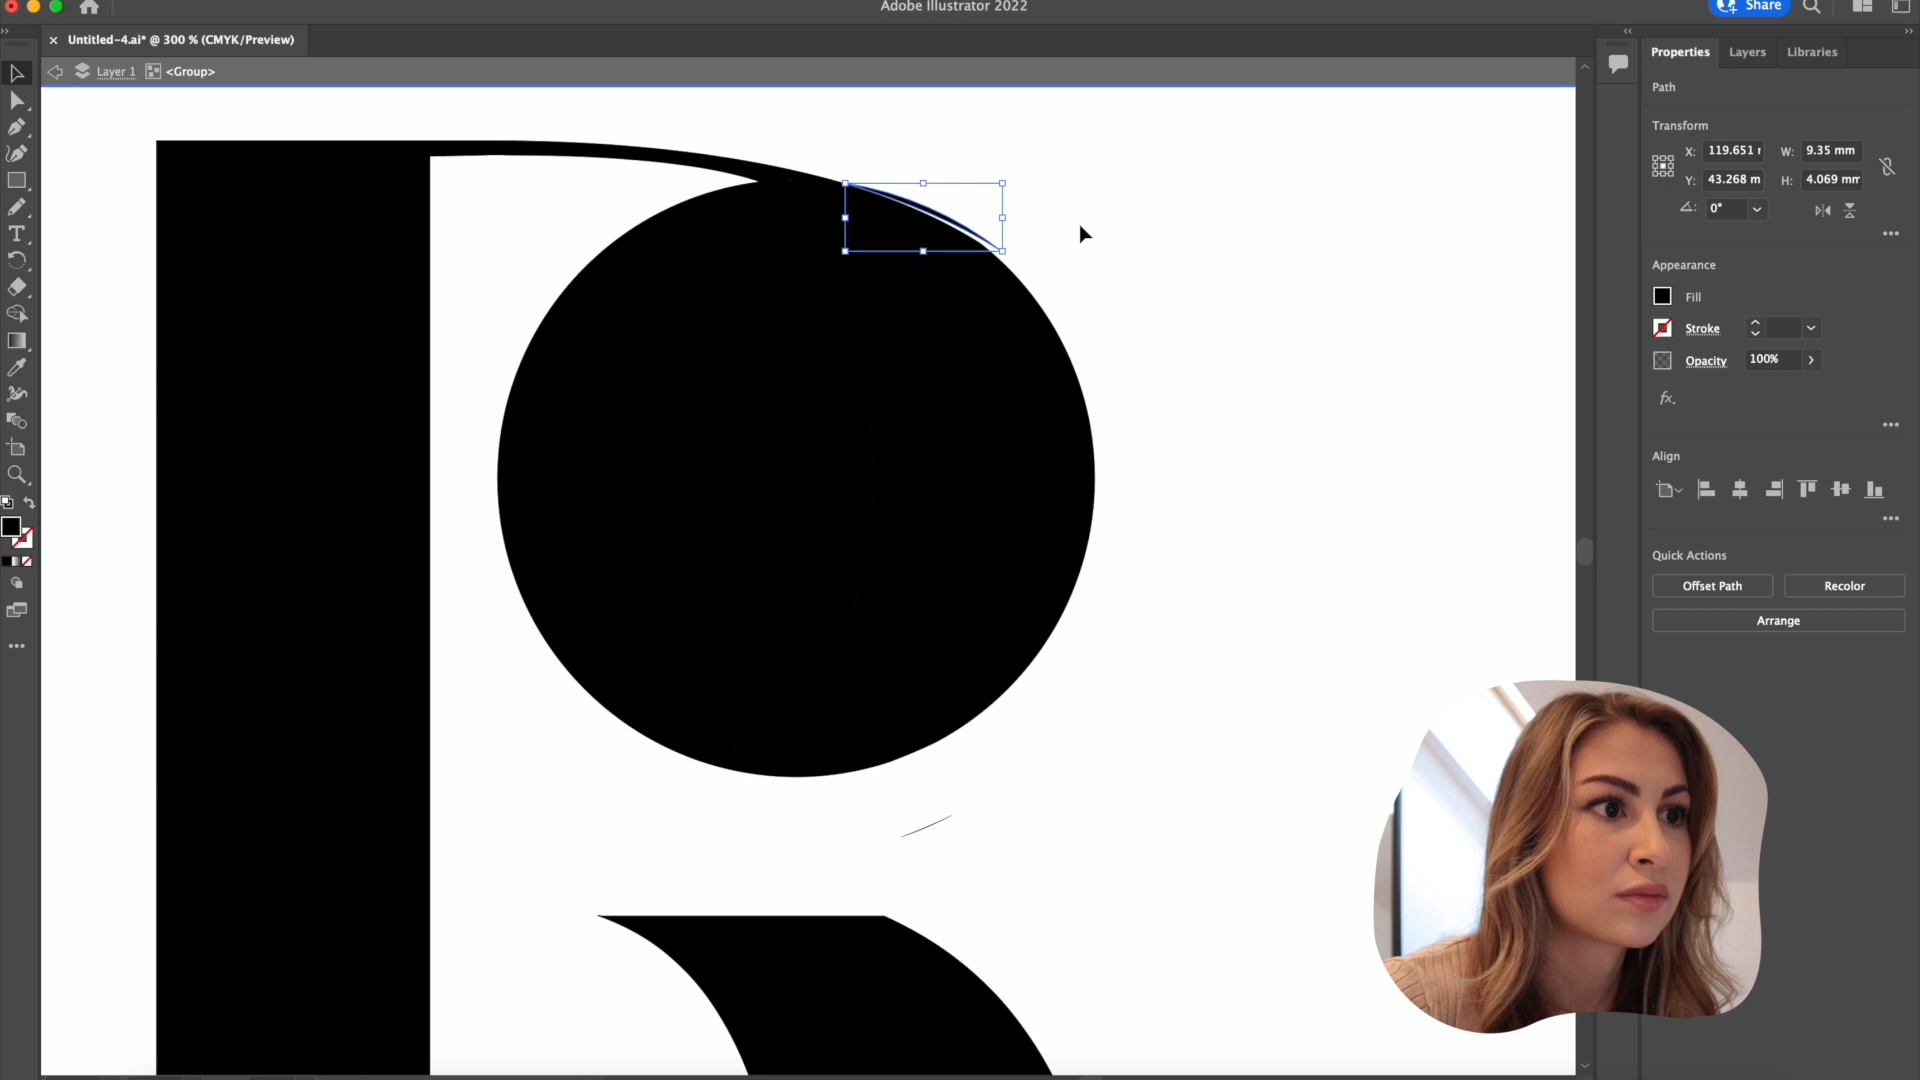 Adobe Illustrator 2022
Share
Untitled-4.ai* @ 300 % (CMYK/Preview)
Layer 1
<Group>
Properties
Layers
Libraries
Path
Transform
X: 119.651 r
W: 9.35 mm
Y: 43.268 m
H: 4.069 mm
0°
Appearance
Fill
Stroke
Opacity
100%
fx.
Align
Quick Actions
Offset Path
Recolor
Arrange